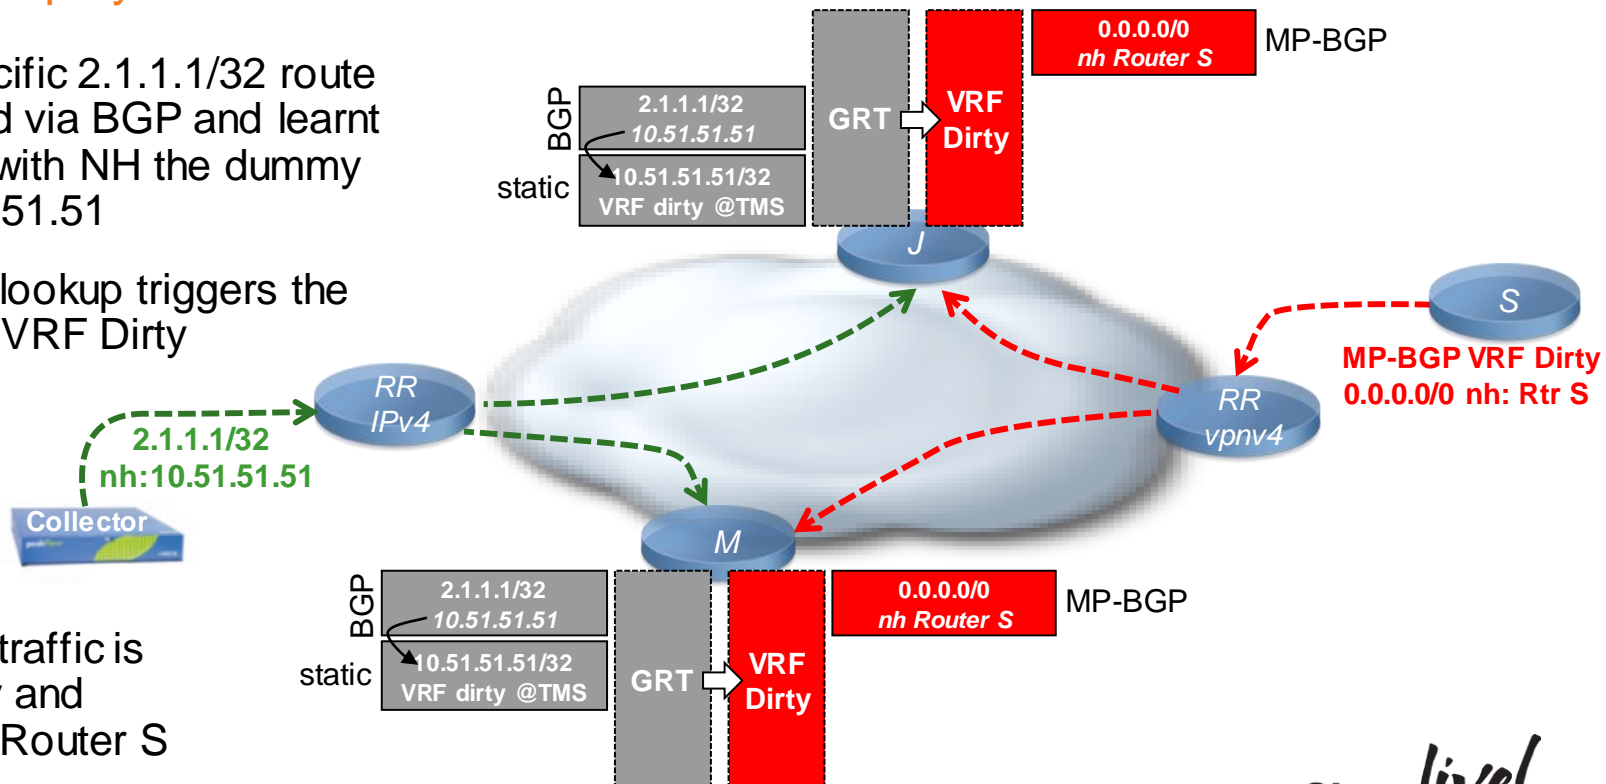 cific 2.1.1.1/32 route
d via BGP and learnt
with NH the dummy
51.51
lookup triggers the
VRF Dirty
traffic is
and
Router S
BGP
2.1.1.1/32
10.51.51.51
static
10.51.51.51/32
VRF dirty @TMS
GRT
VRF
Dirty
0.0.0.0/0
nh Router S
MP-BGP
J
S
MP-BGP VRF Dirty
0.0.0.0/0 nh: Rtr S
RR
IPv4
RR
vpnv4
2.1.1.1/32
nh:10.51.51.51
Collector
M
BGP
2.1.1.1/32
10.51.51.51
static
10.51.51.51/32
VRF dirty @TMS
GRT
VRF
Dirty
0.0.0.0/0
nh Router S
MP-BGP
live!